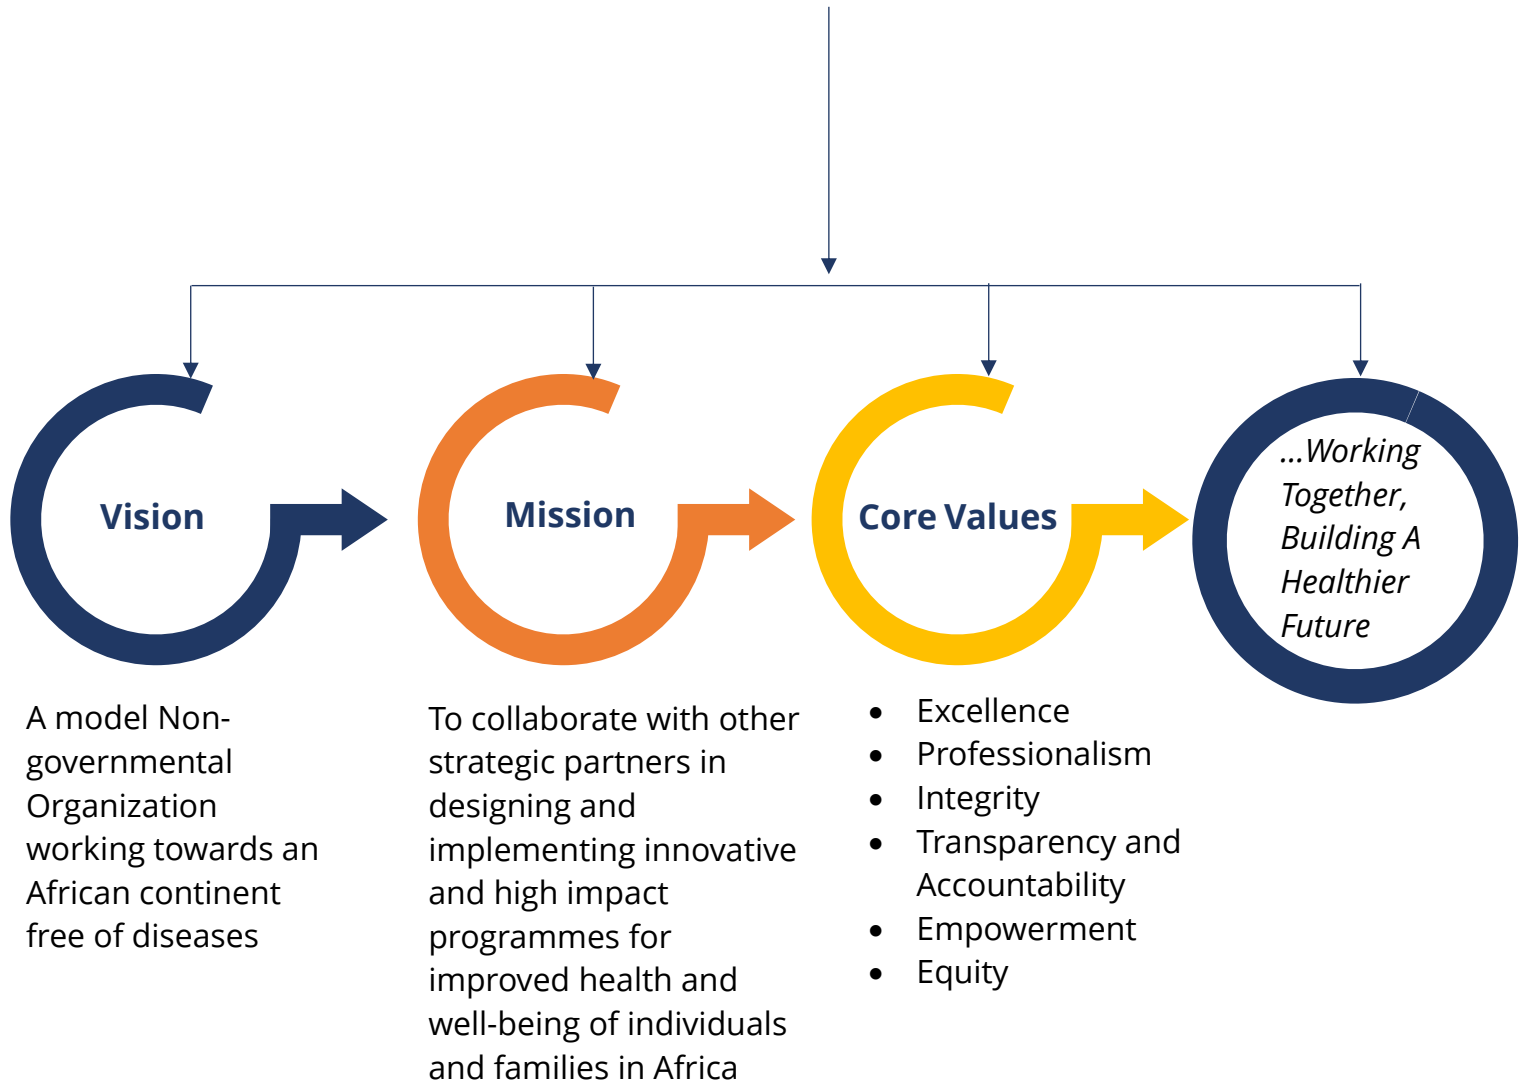 Vision
A model Non-
governmental
Organization
working towards an
African continent
free of diseases
Mission
To collaborate with other
strategic partners in
designing and
implementing innovative
and high impact
programmes for
improved health and
well-being of individuals
and families in Africa
Core Values
• Excellence
• Professionalism
• Integrity
• Transparency and
Accountability
• Empowerment
• Equity
...Working
Together,
Building A
Healthier
Future